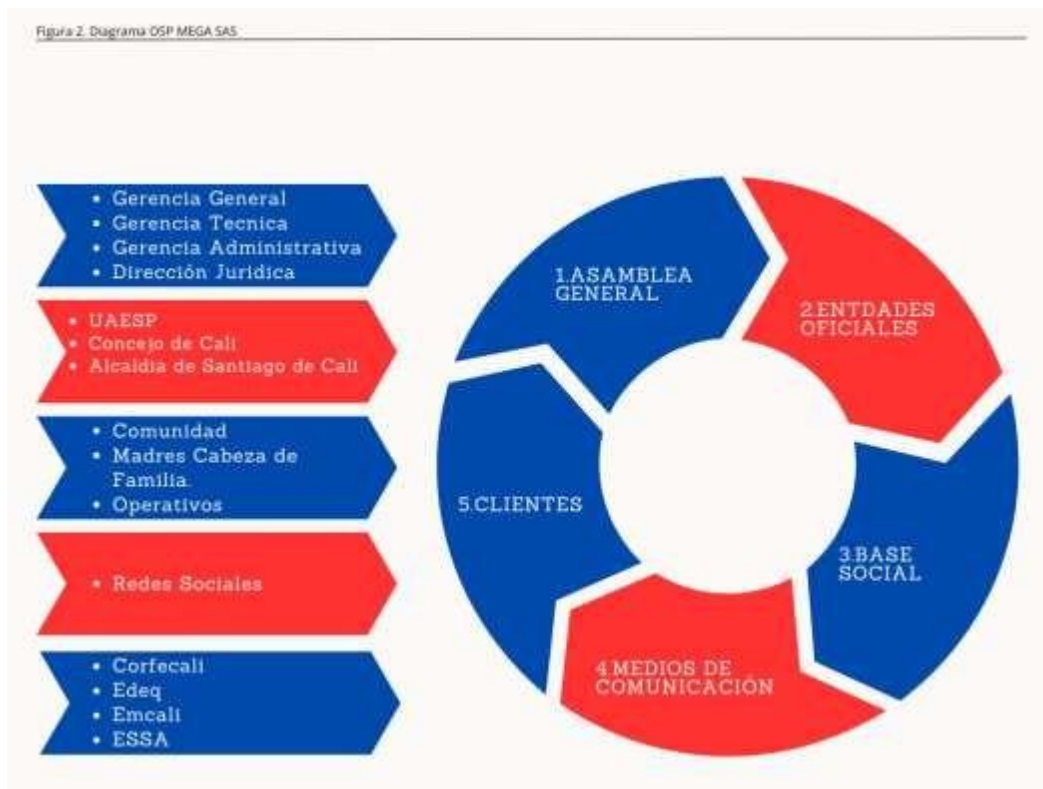 Figura 2. Diagrama OSP MEGA SAS
• Gerencia General
• Gerencia Tecnica
• Gerencia Administrativa
• Dirección Juridica
• UAESP
• Concejo de Cali
• Alcaldia de Santiago de Cali
• Comunidad
• Madres Cabeza de
Familia.
• Operativos
• Redes Sociales
• Corfecali
• Edeq
• Emcali
• ESSA
1.ASAMBLEA
GENERAL
2.ENTDADES
OFICIALES
3.BASE
SOCIAL
4.MEDIOS DE
COMUNICACIÓN
5.CLIENTES